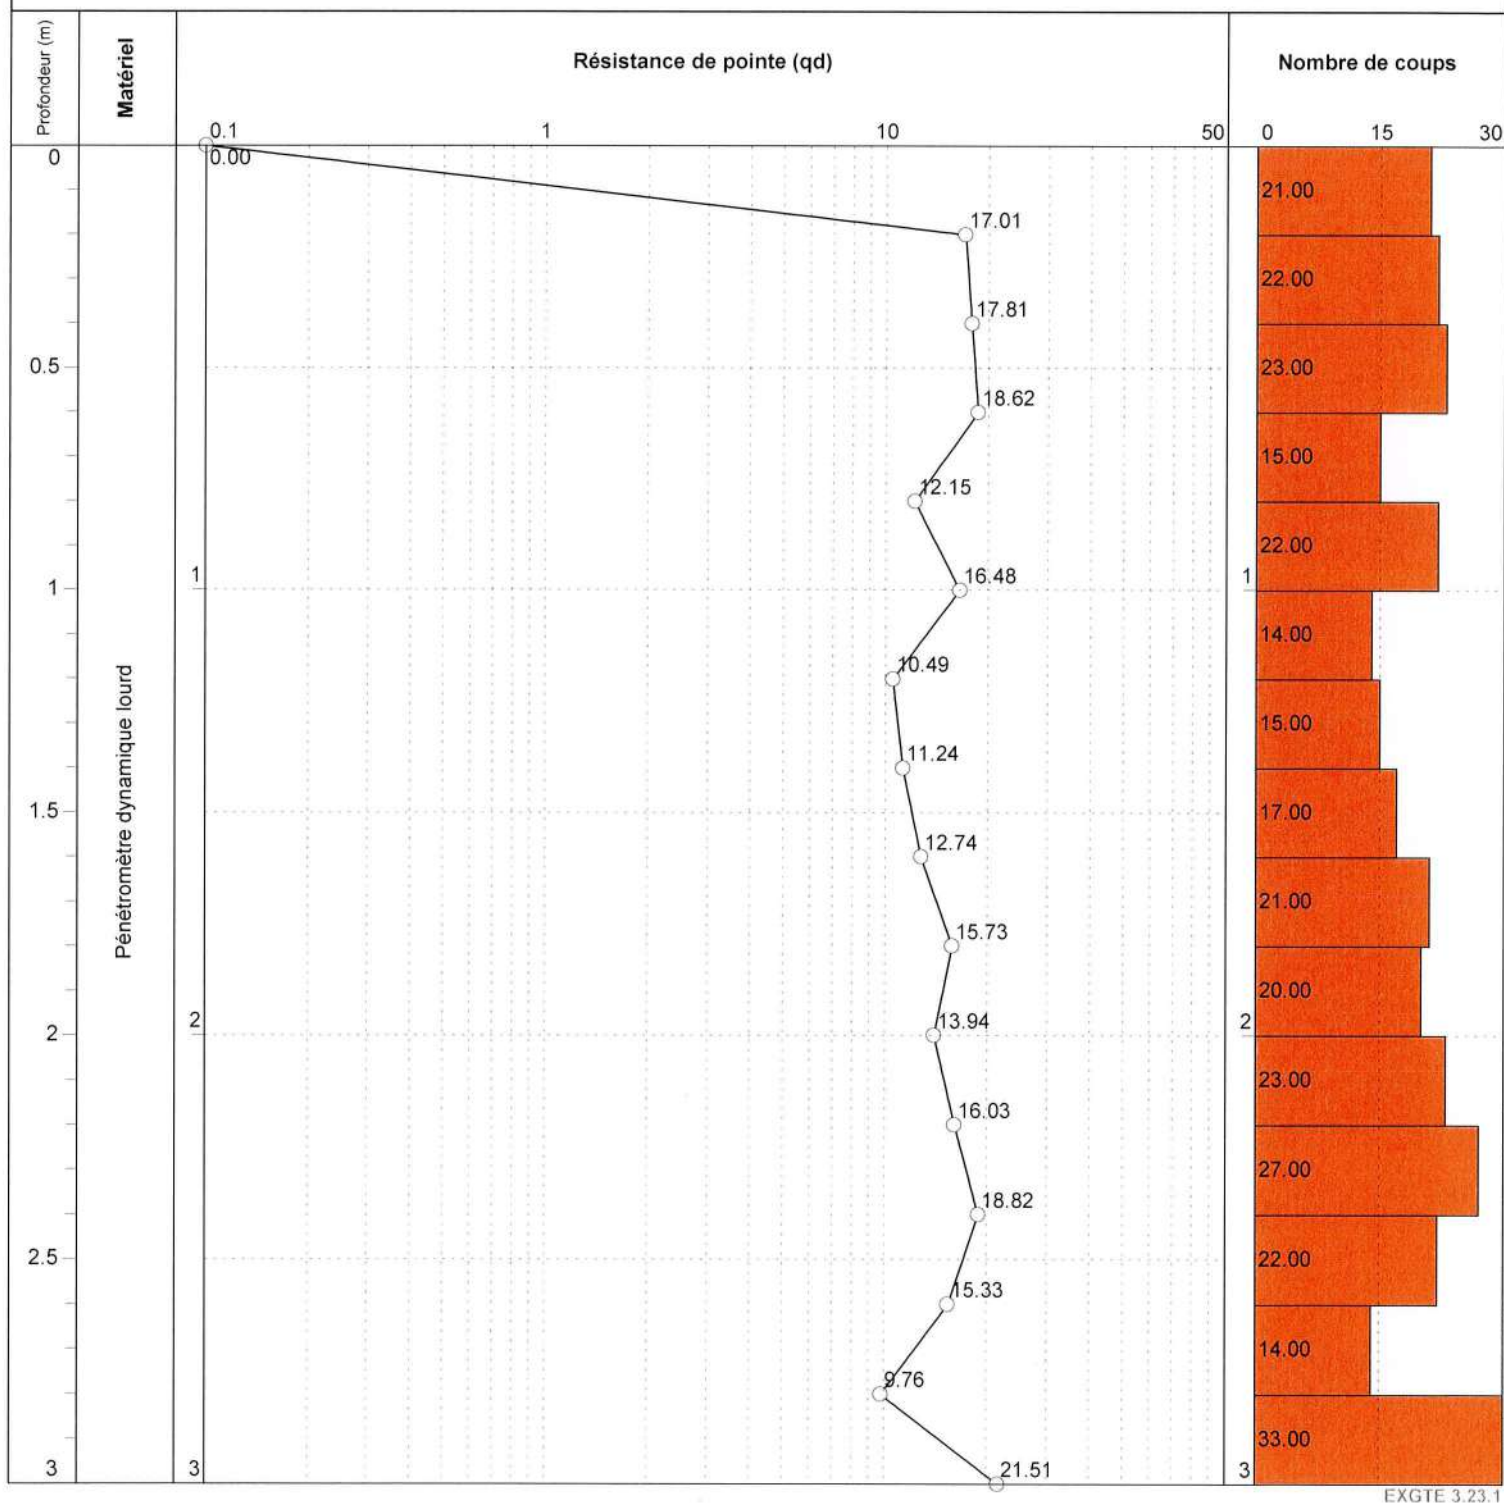 Profondeur (m)
Matériel
Résistance de pointe (qd)
Nombre de coups
0.1 1 10 50
0 15 30
0
0.00
21.00
17.01
22.00
17.81
0.5
23.00
18.62
15.00
12.15
22.00
1 1 16.48 1
14.00
10.49
15.00
11.24
1.5
17.00
12.74
Pénétromètre dynamique lourd
21.00
15.73
20.00
2 2 13.94 2
23.00
16.03
27.00
18.82
2.5
22.00
15.33
14.00
9.76
33.00
3 3 21.51 3
EXGTE 3.23.1